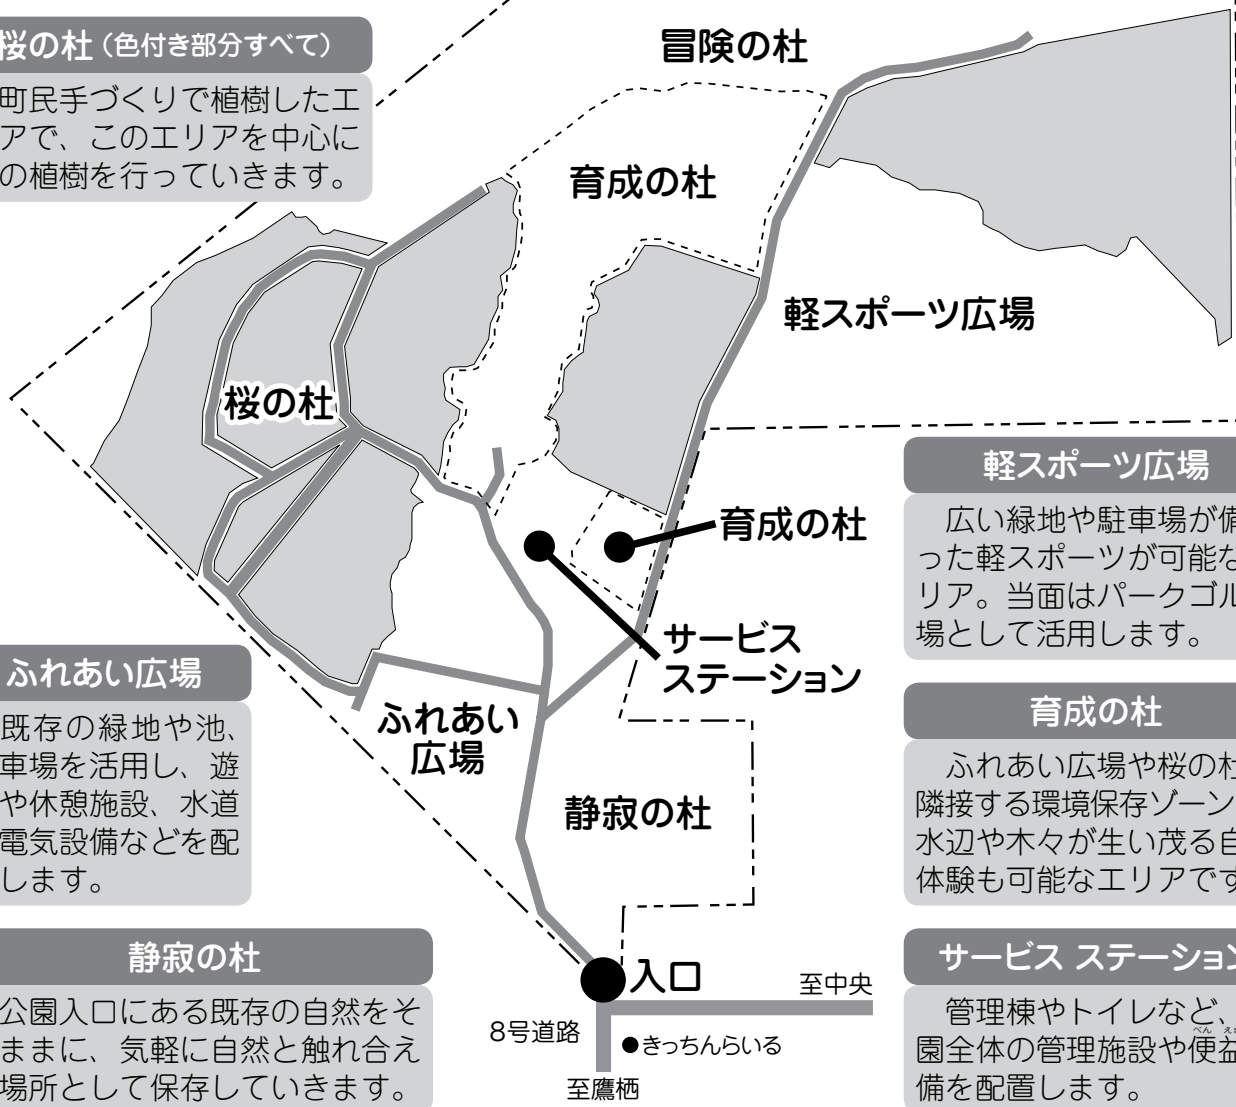 桜の杜（色付き部分すべて）
町民手づくりで植樹したエ
アで、このエリアを中心に
の植樹を行っていきます。
冒険の杜
育成の杜
軽スポーツ広場
桜の杜
育成の杜
サービス
ステーション
ふれあい
広場
静寂の杜
入口
至中央
8号道路
●きっちんらいる
至鷹栖
ふれあい広場
既存の緑地や池、
車場を活用し、遊
や休憩施設、水道
電気設備などを配
します。
静寂の杜
公園入口にある既存の自然をそ
ままに、気軽に自然と触れ合え
場所として保存していきます。
軽スポーツ広場
広い緑地や駐車場が備
った軽スポーツが可能な
リア。当面はパークゴル
場として活用します。
育成の杜
ふれあい広場や桜の杜
隣接する環境保存ゾーン
水辺や木々が生い茂る自
体験も可能なエリアです
サービス ステーション
管理棟やトイレなど、
園全体の管理施設や便益
備を配置します。